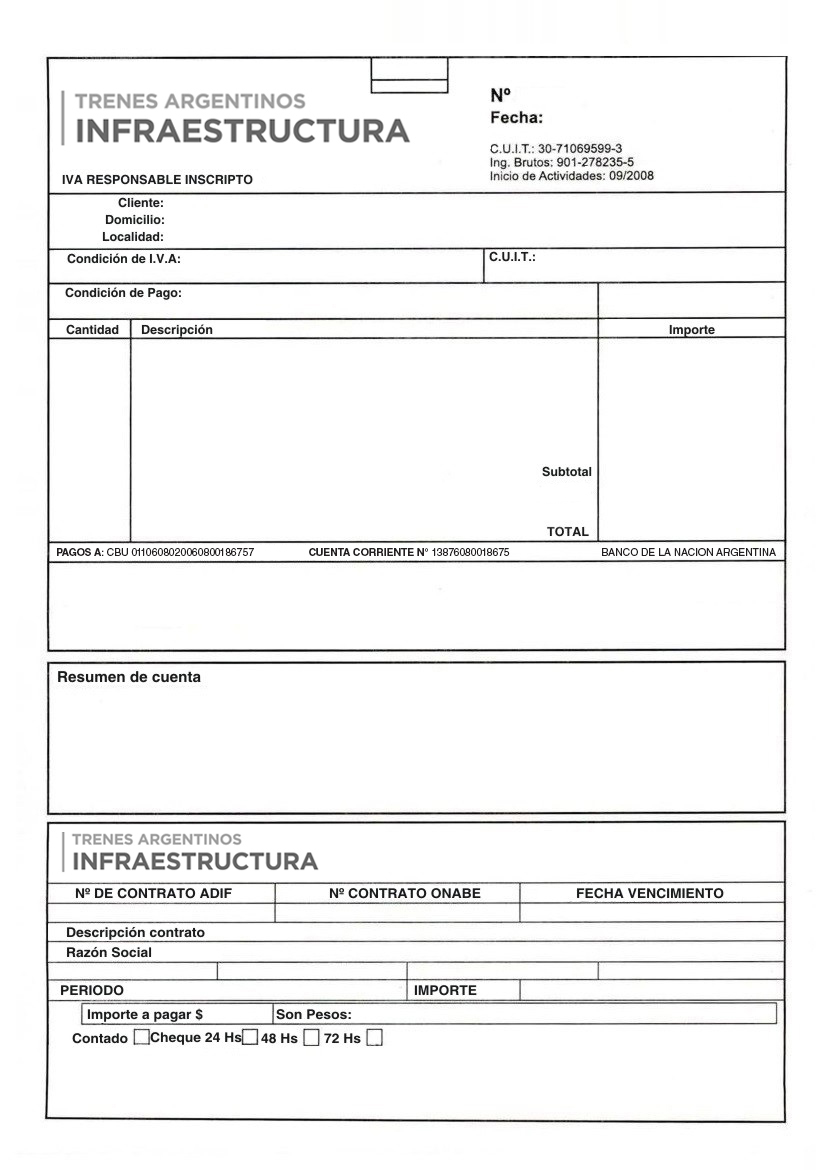 TRENES ARGENTINOS
INFRAESTRUCTURA
Nº
Fecha:
C.U.I.T.: 30-71069599-3
Ing. Brutos: 901-278235-5
Inicio de Actividades: 09/2008
IVA RESPONSABLE INSCRIPTO
Cliente:
Domicilio:
Localidad:
Condición de I.V.A: C.U.I.T.:
Condición de Pago:
Cantidad Descripción Importe
Subtotal
TOTAL
PAGOS A: CBU 0110608020060800186757 CUENTA CORRIENTE N° 13876080018675 BANCO DE LA NACION ARGENTINA
Resumen de cuenta
TRENES ARGENTINOS
INFRAESTRUCTURA
Nº DE CONTRATO ADIF Nº CONTRATO ONABE FECHA VENCIMIENTO
Descripción contrato
Razón Social
PERIODO IMPORTE
Importe a pagar $ Son Pesos:
Contado Cheque 24 Hs 48 Hs 72 Hs